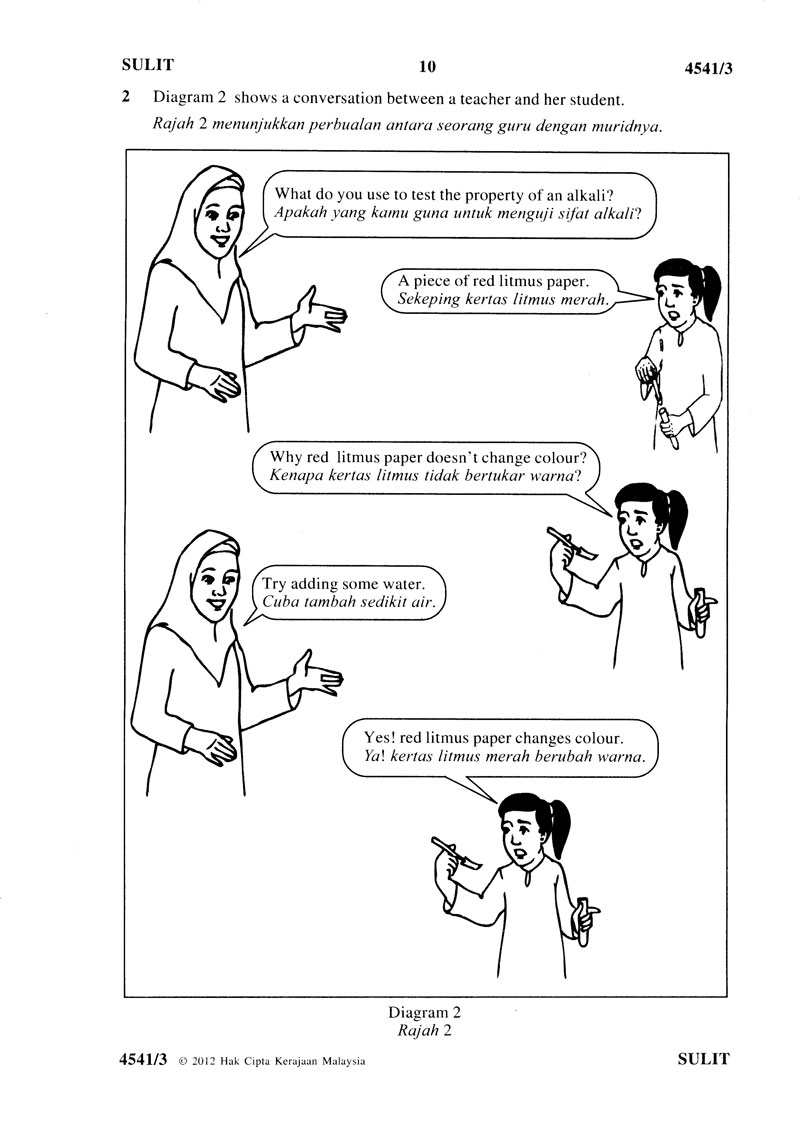 SULIT 10 4541/3
2 Diagram 2 shows a conversation between a teacher and her student.
Rajah 2 menunjukkan perbualan antara seorang guru dengan muridnya.
What do you use to test the property of an alkali?
Apakah yang kamu guna untuk menguji sifat alkali?
A piece of red litmus paper.
Sekeping kertas litmus merah.
Why red litmus paper doesn't change colour?
Kenapa kertas litmus tidak bertukar warna?
Try adding some water.
Cuba tambah sedikit air.
Yes! red litmus paper changes colour.
Ya! kertas litmus merah berubah warna.
Diagram 2
Rajah 2
4541/3 © 2012 Hak Cipta Kerajaan Malaysia SULIT